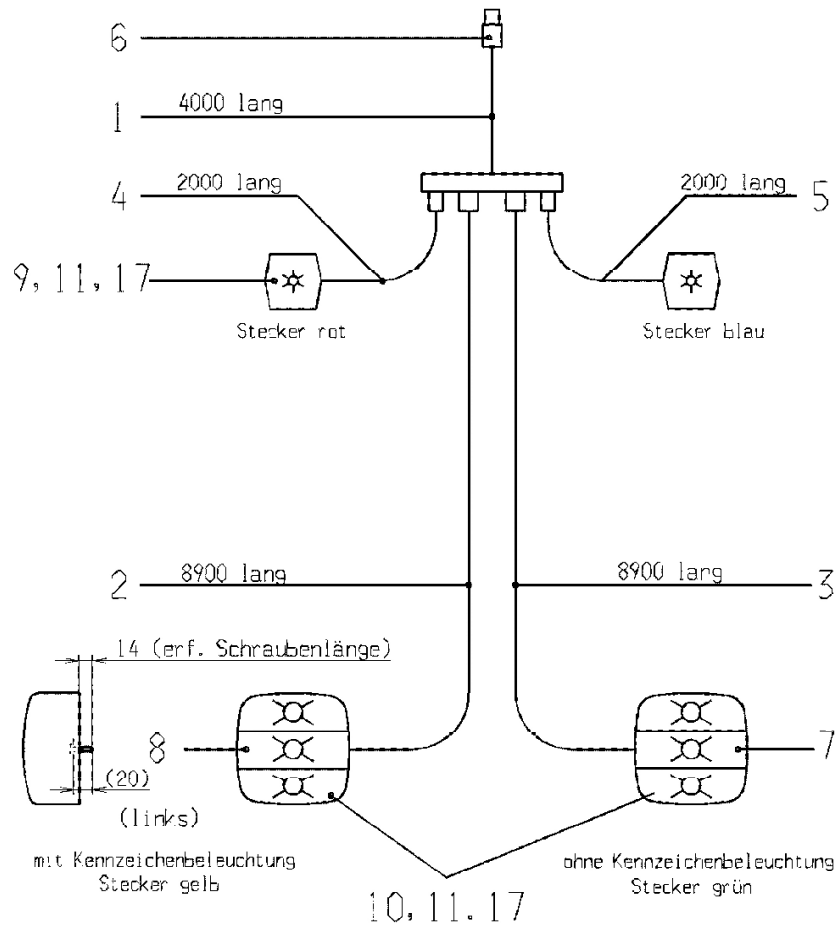 6
4000 lang
1
2000 lang
4
2000 lang
5
9, 11, 17
Stecker rot
Stecker blau
8900 lang
2
8900 lang
3
14 (erf. Schraubenlänge)
8
7
(20)
(links)
mit Kennzeichenbeleuchtung
Stecker gelb
ohne Kennzeichenbeleuchtung
Stecker grün
10, 11. 17